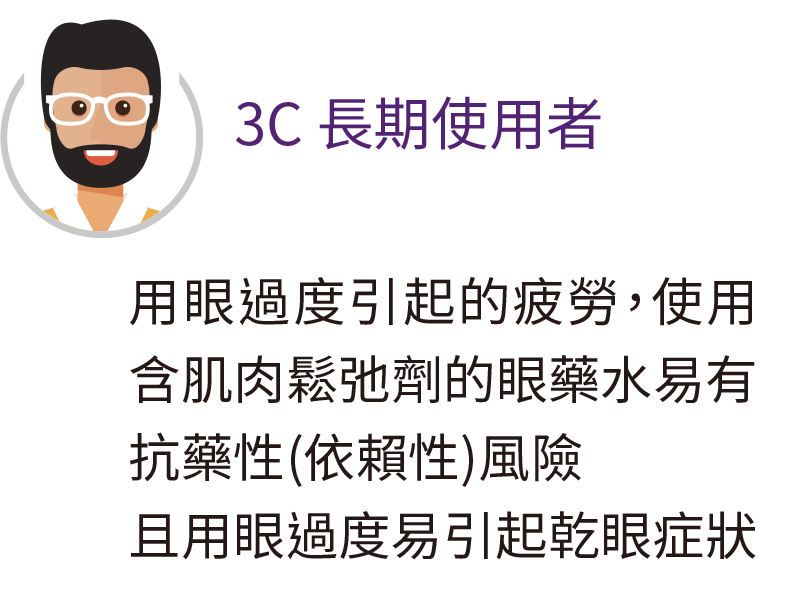 3C 長期使用者
用眼過度引起的疲勞，使用
含肌肉鬆弛劑的眼藥水易有
抗藥性(依賴性)風險
且用眼過度易引起乾眼症狀